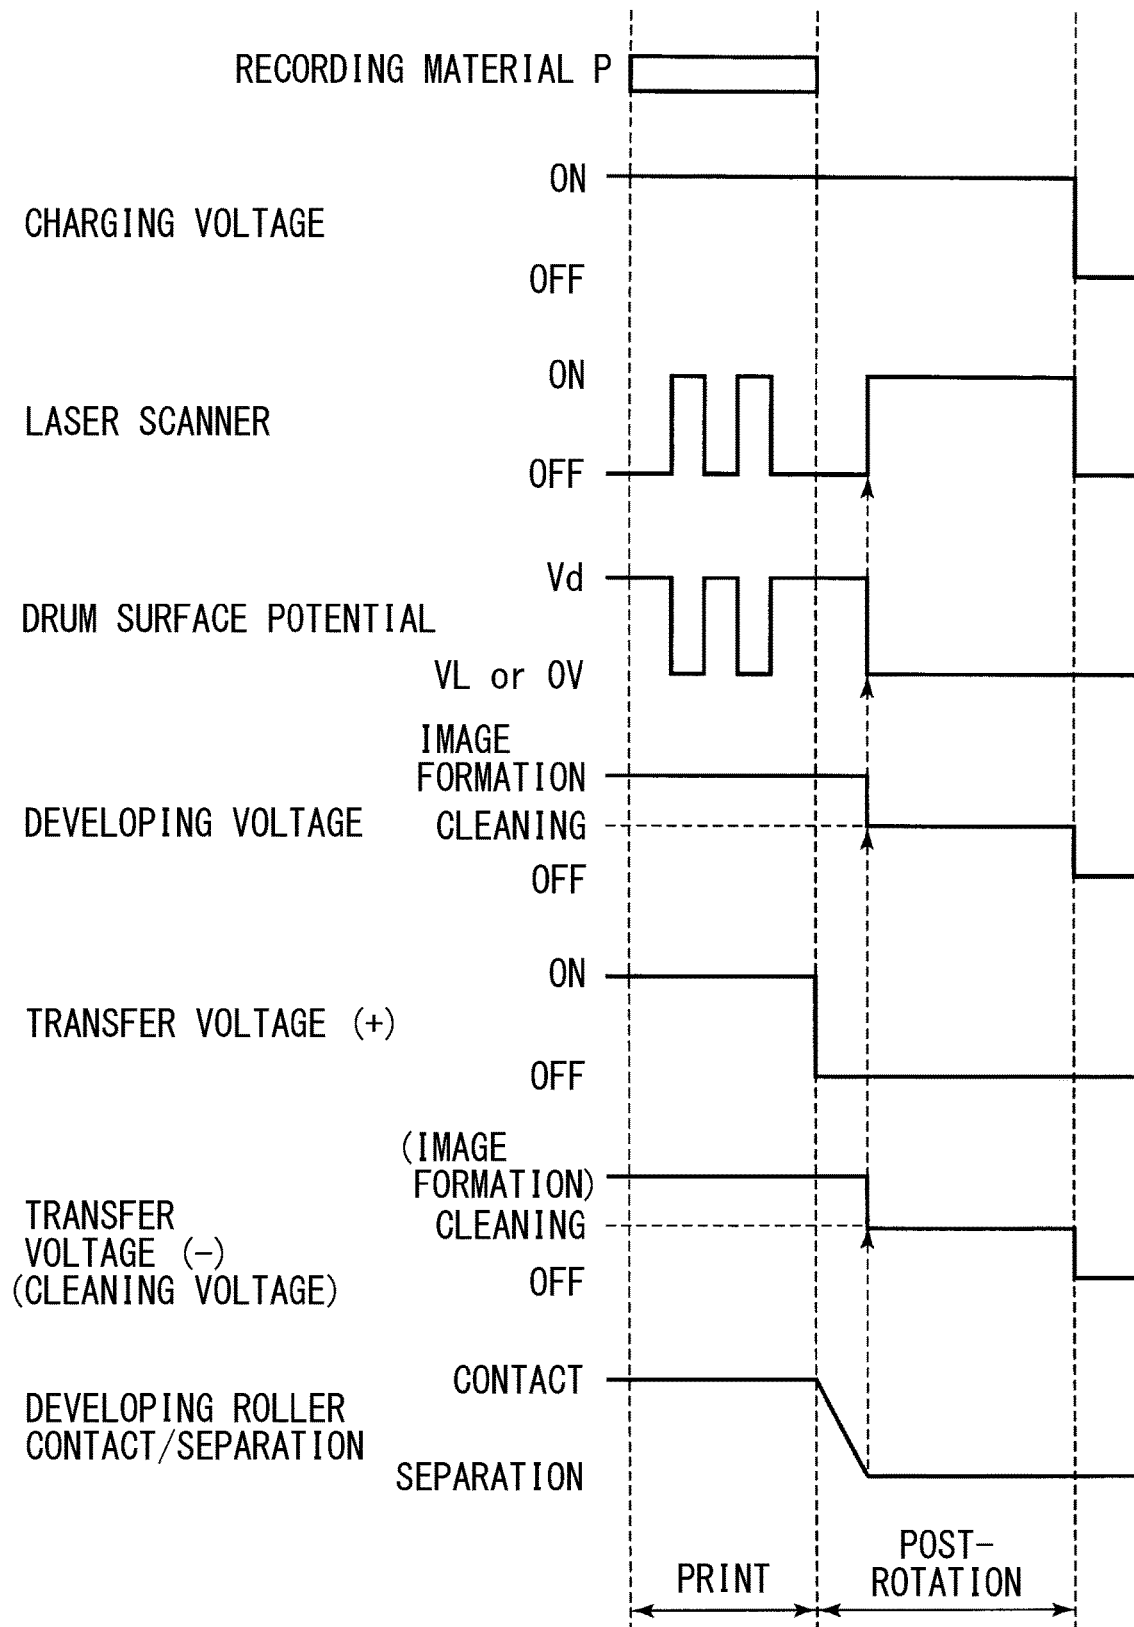 RECORDING MATERIAL P
ON
CHARGING VOLTAGE
OFF
ON
LASER SCANNER
OFF
Vd
DRUM SURFACE POTENTIAL
VL or 0V
IMAGE
FORMATION
DEVELOPING VOLTAGE
CLEANING
OFF
ON
TRANSFER VOLTAGE (+)
OFF
(IMAGE
FORMATION)
CLEANING
TRANSFER
VOLTAGE (-)
(CLEANING VOLTAGE)
OFF
CONTACT
DEVELOPING ROLLER
CONTACT/SEPARATION
SEPARATION
PRINT
POST-
ROTATION